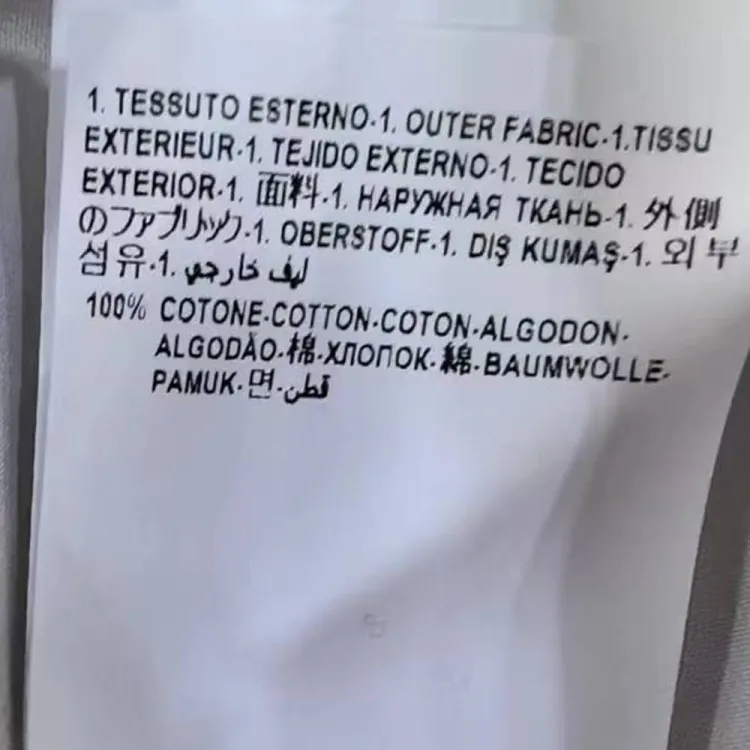 1. TESSUTO ESTERNO-1. OUTER FABRIC-1.TISSU
EXTERIEUR-1. TEJIDO EXTERNO-1. TECIDO
EXTERIOR-1. 面料-1. НАРУЖНАЯ ТКАНЬ-1. 外側
のファブリック-1. OBERSTOFF-1. DIŞ KUMAŞ-1. 외부
섬유-1. ليف خارجي
100% COTONE-COTTON-COTON-ALGODON-
ALGODÃO-棉-ХЛОПОК-綿-BAUMWOLLE-
PAMUK-면-قطن